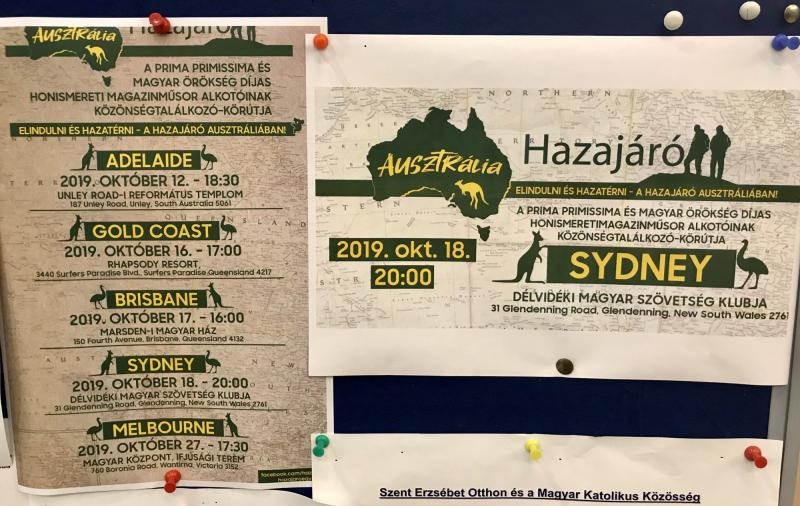 AUSZTRÁlia
Hazajáró
A PRIMA PRIMISSIMA ÉS
MAGYAR ÖRÖKSÉG DÍJAS
HONISMERETI MAGAZINMŰSOR ALKOTÓINAK
KÖZÖNSÉGTALÁLKOZÓ-KÖRÚTJA
ELINDULNI ÉS HAZATÉRNI - A HAZAJÁRÓ AUSZTRÁLIÁBAN!
ADELAIDE
2019. OKTÓBER 12. - 18:30
UNLEY ROAD-I REFORMÁTUS TEMPLOM
187 Unley Road, Unley, South Australia 5061
GOLD COAST
2019. OKTÓBER 16. - 17:00
RHAPSODY RESORT,
3440 Surfers Paradise Blvd., Surfers Paradise, Queensland 4217
BRISBANE
2019. OKTÓBER 17. - 16:00
MARSDEN-I MAGYAR HÁZ
150 Fourth Avenue, Brisbane, Queensland 4132
SYDNEY
2019. OKTÓBER 18. - 20:00
DÉLVIDÉKI MAGYAR SZÖVETSÉG KLUBJA
31 Glendenning Road, Glendenning, New South Wales 2761
MELBOURNE
2019. OKTÓBER 27. - 17:30
MAGYAR KÖZPONT, IFJÚSÁGI TEREM
760 Boronia Road, Wantirna, Victoria 3152
AUSZTRÁlia
Hazajáró
ELINDULNI ÉS HAZATÉRNI - A HAZAJÁRÓ AUSZTRÁLIÁBAN!
A PRIMA PRIMISSIMA ÉS MAGYAR ÖRÖKSÉG DÍJAS
HONISMERETIMAGAZINMŰSOR ALKOTÓINAK
KÖZÖNSÉGTALÁLKOZÓ-KÖRÚTJA
2019. okt. 18.
20:00
SYDNEY
DÉLVIDÉKI MAGYAR SZÖVETSÉG KLUBJA
31 Glendenning Road, Glendenning, New South Wales 2761
Szent Erzsébet Otthon és a Magyar Katolikus Közösség